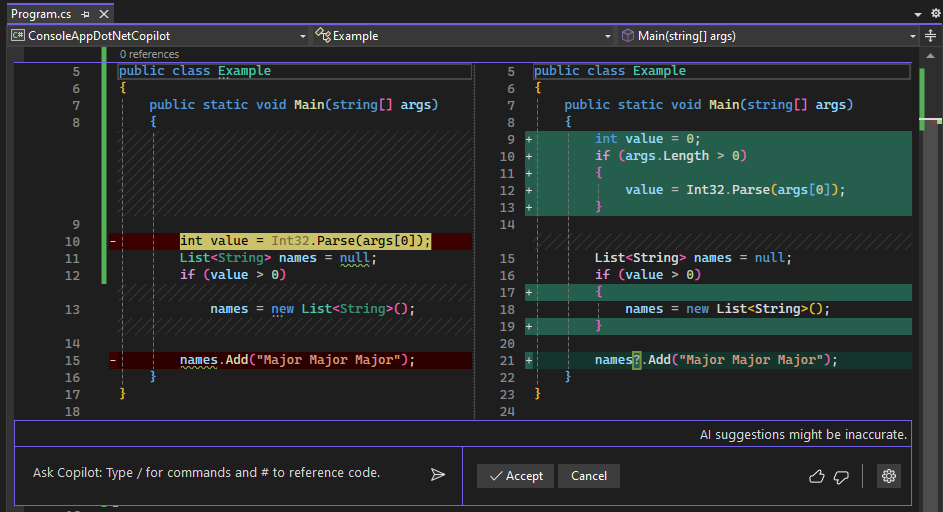 Program.cs
C# ConsoleAppDotNetCopilot Example Main(string[] args)
0 references
5 public class Example
6 {
7 public static void Main(string[] args)
8 {
9
10 - int value = Int32.Parse(args[0]);
11 List<String> names = null;
12 if (value > 0)
13 names = new List<String>();
14
15 - names.Add("Major Major Major");
16 }
17 }
18
5 public class Example
6 {
7 public static void Main(string[] args)
8 {
9 + int value = 0;
10 + if (args.Length > 0)
11 + {
12 + value = Int32.Parse(args[0]);
13 + }
14
15 List<String> names = null;
16 if (value > 0)
17 + {
18 names = new List<String>();
19 + }
20
21 + names?.Add("Major Major Major");
22 }
23 }
24
AI suggestions might be inaccurate.
Ask Copilot: Type / for commands and # to reference code.
Accept Cancel